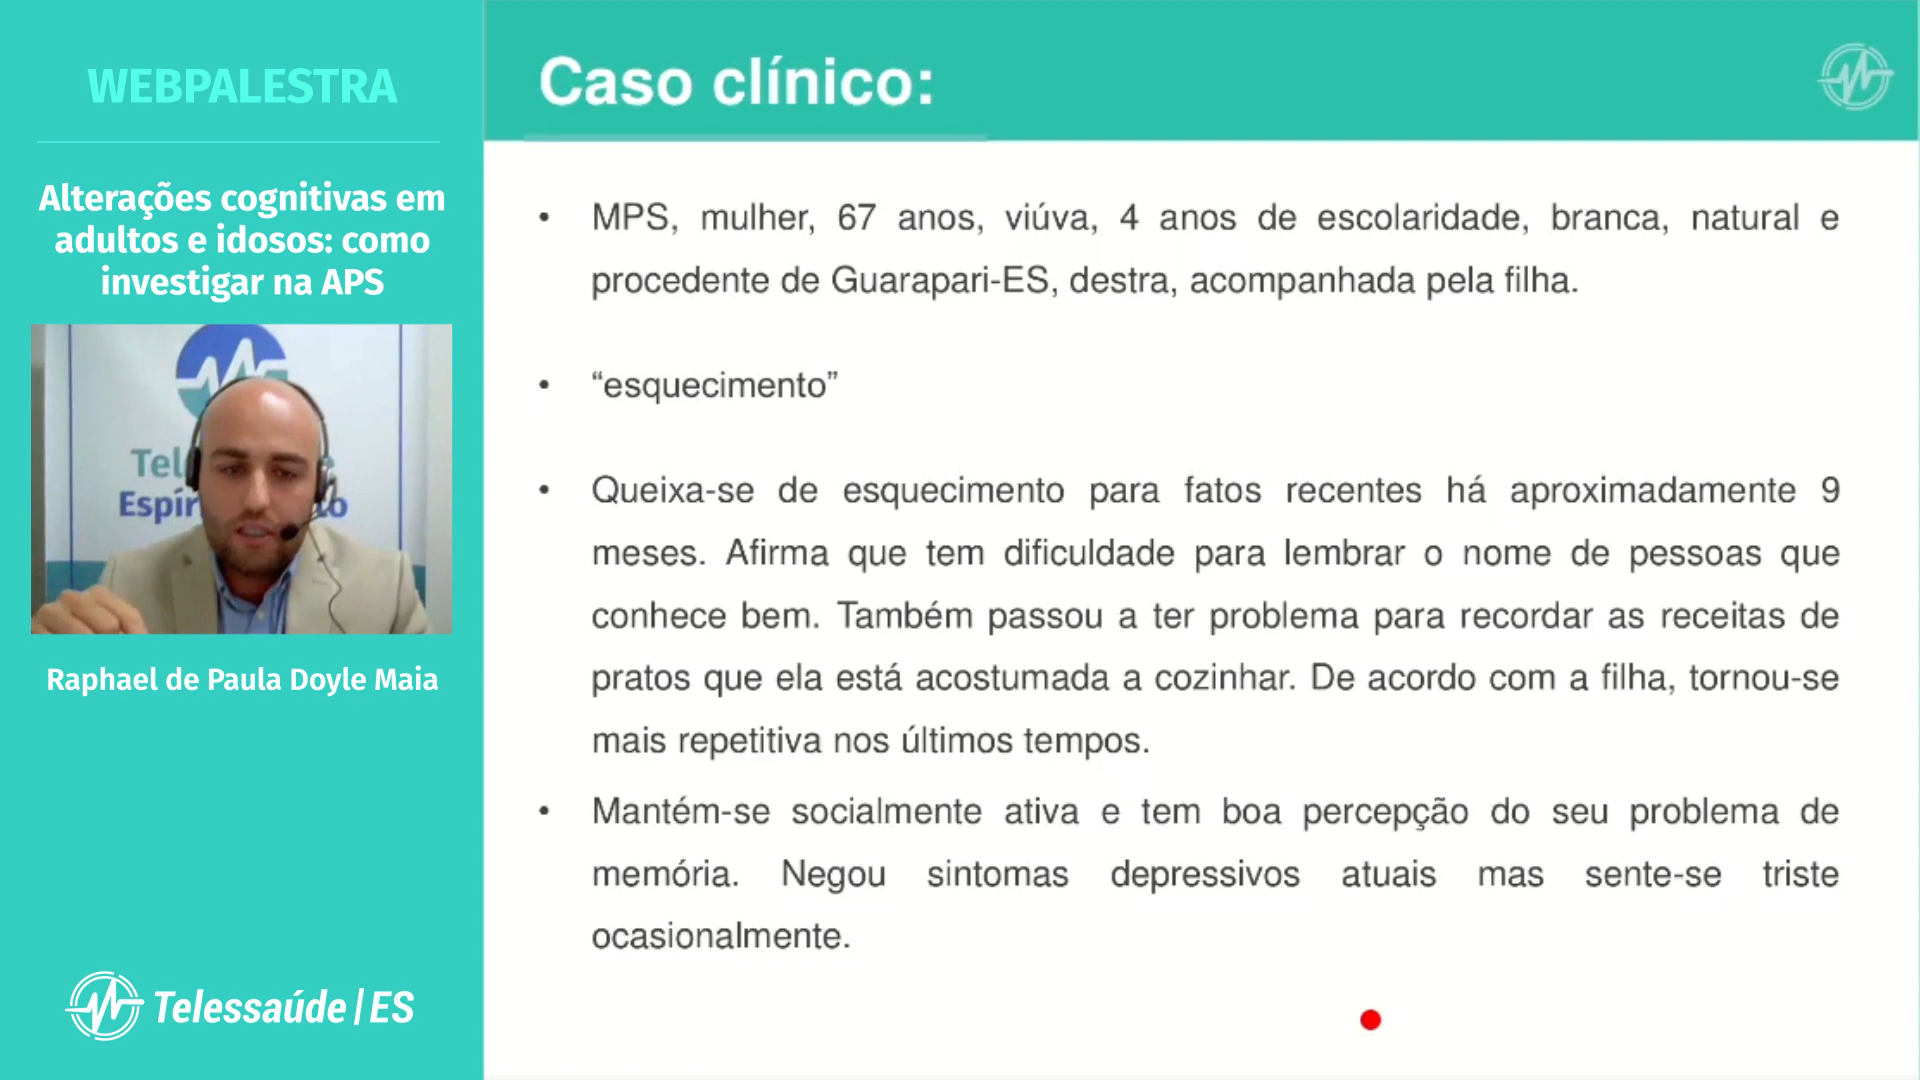 WEBPALESTRA
Alterações cognitivas em
adultos e idosos: como
investigar na APS
Raphael de Paula Doyle Maia
Telessaúde|ES
Caso clínico:
• MPS, mulher, 67 anos, viúva, 4 anos de escolaridade, branca, natural e
procedente de Guarapari-ES, destra, acompanhada pela filha.
• “esquecimento”
• Queixa-se de esquecimento para fatos recentes há aproximadamente 9
meses. Afirma que tem dificuldade para lembrar o nome de pessoas que
conhece bem. Também passou a ter problema para recordar as receitas de
pratos que ela está acostumada a cozinhar. De acordo com a filha, tornou-se
mais repetitiva nos últimos tempos.
• Mantém-se socialmente ativa e tem boa percepção do seu problema de
memória. Negou sintomas depressivos atuais mas sente-se triste
ocasionalmente.